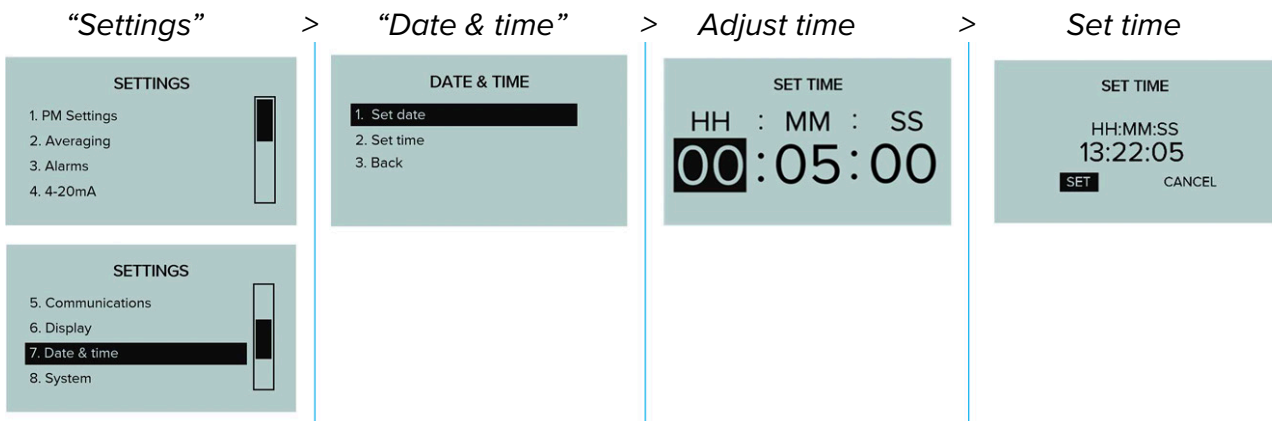 “Settings” > “Date & time” > Adjust time > Set time
SETTINGS
1. PM Settings
2. Averaging
3. Alarms
4. 4-20mA
SETTINGS
5. Communications
6. Display
7. Date & time
8. System
DATE & TIME
1. Set date
2. Set time
3. Back
SET TIME
HH : MM : SS
00:05:00
SET TIME
HH:MM:SS
13:22:05
SET CANCEL